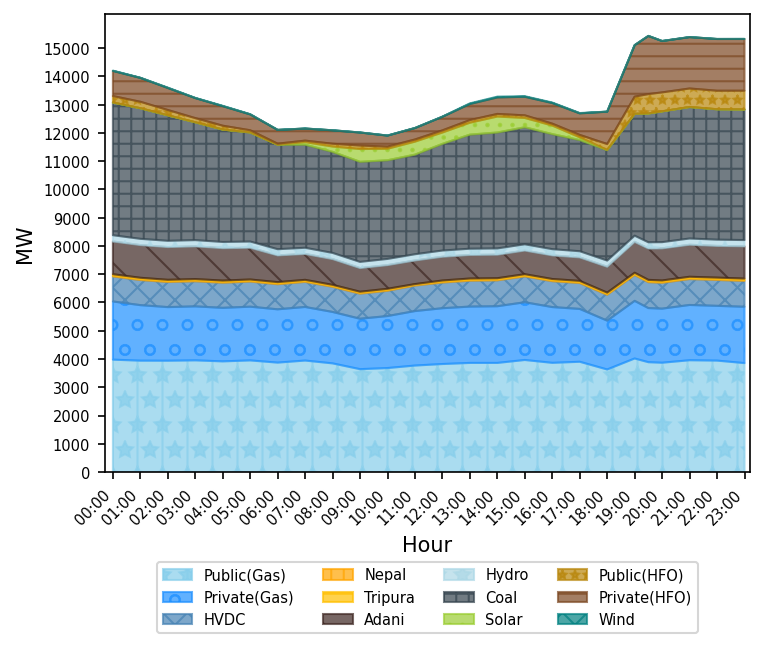 15000
14000
13000
12000
11000
10000
9000
8000
7000
6000
5000
4000
3000
2000
1000
0
MW
00:00 01:00 02:00 03:00 04:00 05:00 06:00 07:00 08:00 09:00 10:00 11:00 12:00 13:00 14:00 15:00 16:00 17:00 18:00 19:00 20:00 21:00 22:00 23:00
Hour
Public(Gas) Nepal Hydro Public(HFO)
Private(Gas) Tripura Coal Private(HFO)
HVDC Adani Solar Wind